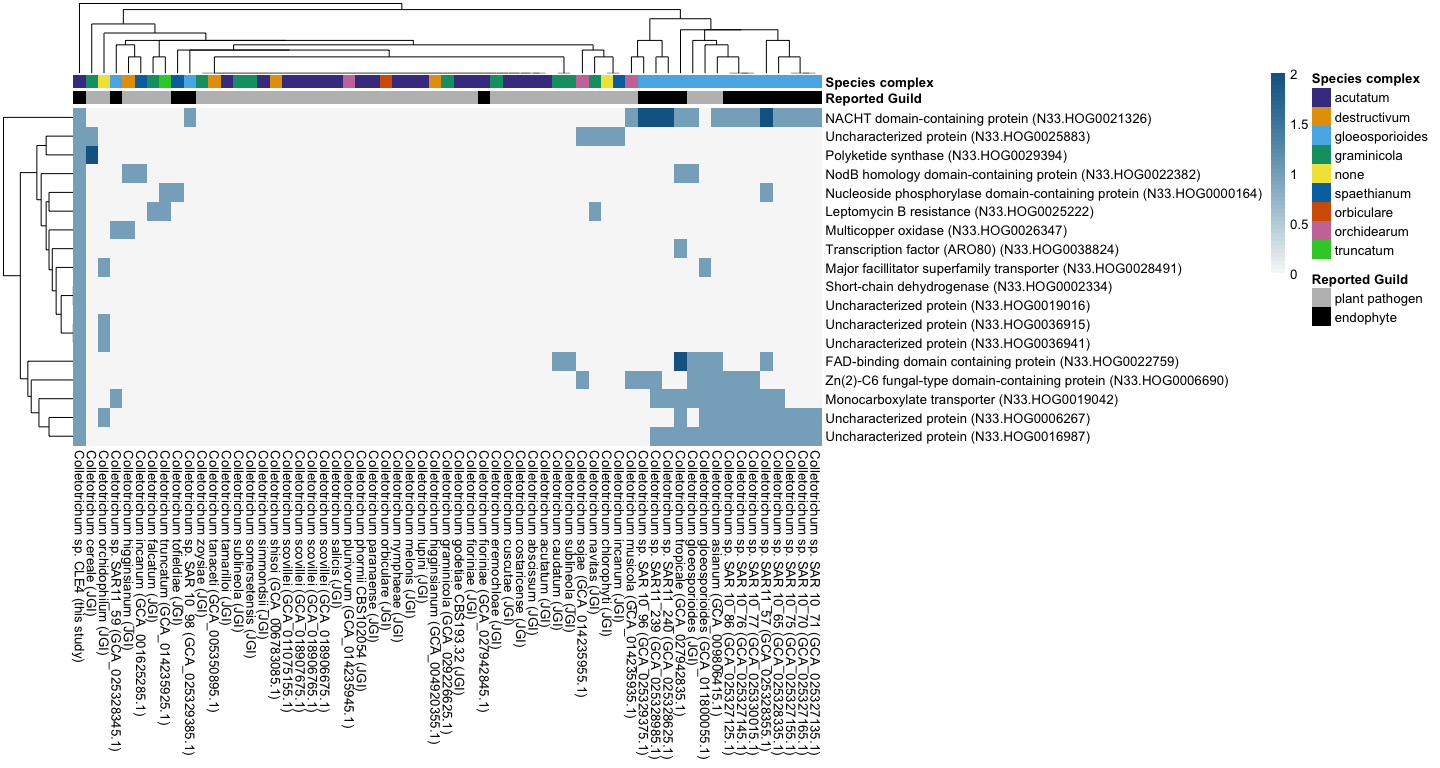 Species complex
Reported Guild
NACHT domain-containing protein (N33.HOG0021326)
Uncharacterized protein (N33.HOG0025883)
Polyketide synthase (N33.HOG0029394)
NodB homology domain-containing protein (N33.HOG0022382)
Nucleoside phosphorylase domain-containing protein (N33.HOG0000164)
Leptomycin B resistance (N33.HOG0025222)
Multicopper oxidase (N33.HOG0026347)
Transcription factor (ARO80) (N33.HOG0038824)
Major facillitator superfamily transporter (N33.HOG0028491)
Short-chain dehydrogenase (N33.HOG0002334)
Uncharacterized protein (N33.HOG0019016)
Uncharacterized protein (N33.HOG0036915)
Uncharacterized protein (N33.HOG0036941)
FAD-binding domain containing protein (N33.HOG0022759)
Zn(2)-C6 fungal-type domain-containing protein (N33.HOG0006690)
Monocarboxylate transporter (N33.HOG0019042)
Uncharacterized protein (N33.HOG0006267)
Uncharacterized protein (N33.HOG0016987)
2
1.5
1
0.5
0
Species complex
acutatum
destructivum
gloeosporioides
graminicola
none
spaethianum
orbiculare
orchidearum
truncatum
Reported Guild
plant pathogen
endophyte
Colletotrichum sp. CLE4 (this study)
Colletotrichum cereale (JGI)
Colletotrichum orchidophilum (JGI)
Colletotrichum sp. SAR11_59 (GCA_025328345.1)
Colletotrichum higginsianum (JGI)
Colletotrichum incanum (GCA_001625285.1)
Colletotrichum falcatum (JGI)
Colletotrichum truncatum (GCA_014235925.1)
Colletotrichum tofieldiae (JGI)
Colletotrichum sp. SAR 10_98 (GCA_025329385.1)
Colletotrichum zoysiae (JGI)
Colletotrichum tanaceti (GCA_005350895.1)
Colletotrichum tamarilloi (JGI)
Colletotrichum sublineola (JGI)
Colletotrichum somersetensis (JGI)
Colletotrichum simmondsii (JGI)
Colletotrichum shisoi (GCA_006783085.1)
Colletotrichum scovillei (GCA_011075155.1)
Colletotrichum scovillei (GCA_018907675.1)
Colletotrichum scovillei (GCA_018906765.1)
Colletotrichum scovillei (GCA_018906675.1)
Colletotrichum salicis (JGI)
Colletotrichum plurivorum (GCA_014235945.1)
Colletotrichum phormii CBS102054 (JGI)
Colletotrichum paranaense (JGI)
Colletotrichum orbiculare (JGI)
Colletotrichum nymphaeae (JGI)
Colletotrichum melonis (JGI)
Colletotrichum lupini (JGI)
Colletotrichum higginsianum (GCA_004920355.1)
Colletotrichum graminicola (GCA_029226625.1)
Colletotrichum godetiae CBS193.32 (JGI)
Colletotrichum fioriniae (JGI)
Colletotrichum fioriniae (GCA_027942845.1)
Colletotrichum eremochloae (JGI)
Colletotrichum cuscutae (JGI)
Colletotrichum costaricense (JGI)
Colletotrichum abscissum (JGI)
Colletotrichum acutatum (JGI)
Colletotrichum caudatum (JGI)
Colletotrichum sublineola (JGI)
Colletotrichum sojae (GCA_014235955.1)
Colletotrichum navitas (JGI)
Colletotrichum chlorophyti (JGI)
Colletotrichum incanum (JGI)
Colletotrichum musicola (GCA_014235935.1)
Colletotrichum sp. SAR 10_96 (GCA_025329375.1)
Colletotrichum sp. SAR11_239 (GCA_025328985.1)
Colletotrichum sp. SAR11_240 (GCA_025328625.1)
Colletotrichum tropicale (GCA_027942835.1)
Colletotrichum gloeosporioides (JGI)
Colletotrichum gloeosporioides (GCA_011800055.1)
Colletotrichum asianum (GCA_009806415.1)
Colletotrichum sp. SAR 10_86 (GCA_025327125.1)
Colletotrichum sp. SAR 10_76 (GCA_025327145.1)
Colletotrichum sp. SAR 10_77 (GCA_025330015.1)
Colletotrichum sp. SAR11_57 (GCA_025328355.1)
Colletotrichum sp. SAR 10_65 (GCA_025328335.1)
Colletotrichum sp. SAR 10_75 (GCA_025327155.1)
Colletotrichum sp. SAR 10_70 (GCA_025327165.1)
Colletotrichum sp. SAR 10_71 (GCA_025327135.1)